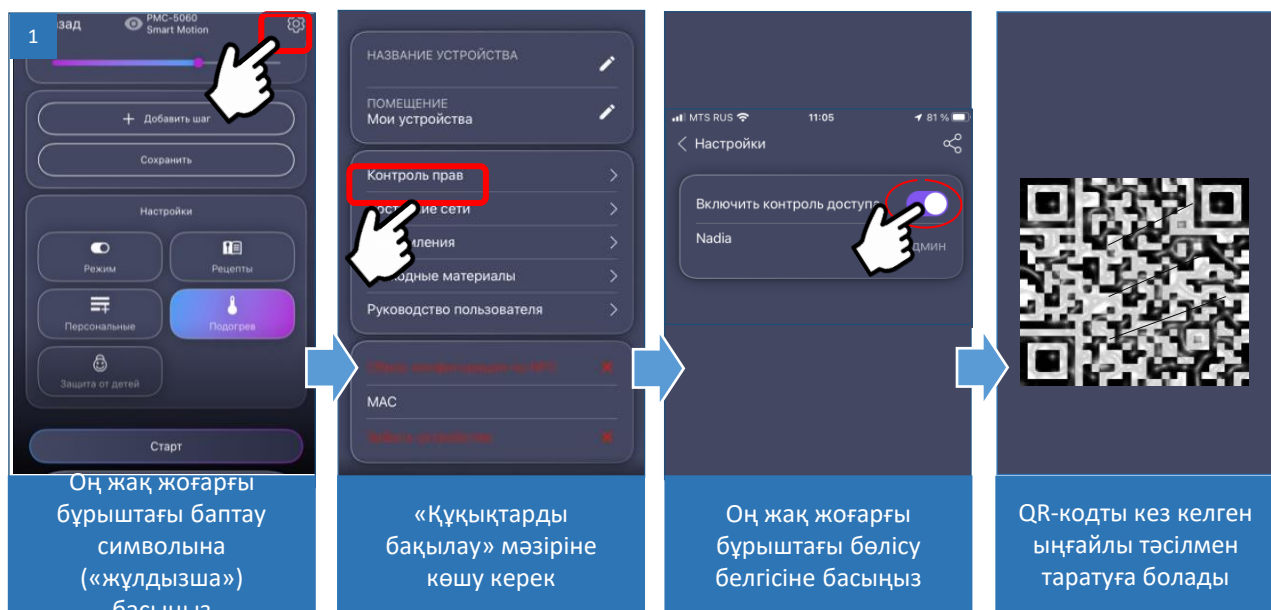 1
зад
PMC-5060
Smart Motion
+ Добавить шаг
Сохранить
Настройки
Режим
Рецепты
Персональные
Подогрев
Защита от детей
Старт
Оң жақ жоғарғы
бұрыштағы баптау
символына
(«жұлдызша»)
басыңыз
НАЗВАНИЕ УСТРОЙСТВА
ПОМЕЩЕНИЕ
Мои устройства
Контроль прав
сети
Руководство пользователя
MAC
«Құқықтарды
бақылау» мәзіріне
көшу керек
MTS RUS 11:05 81 %
Настройки
Включить контроль доступа
Nadia
дмин
Оң жақ жоғарғы
бұрыштағы бөлісу
белгісіне басыңыз
QR-кодты кез келген
ыңғайлы тәсілмен
таратуға болады